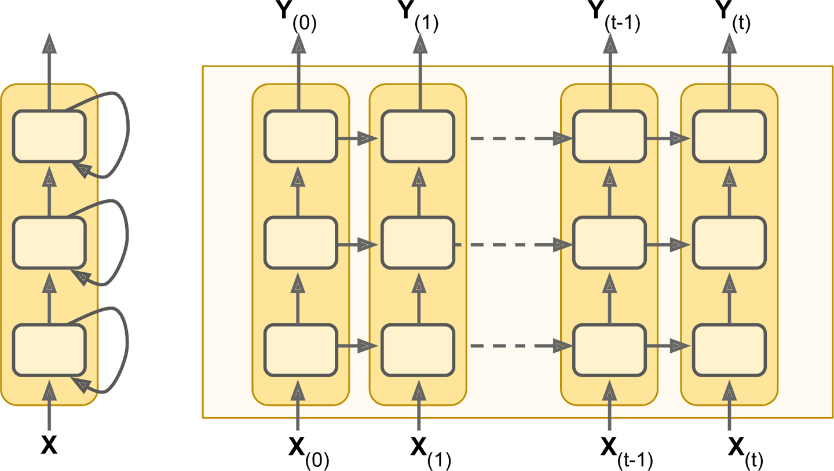 Y(0) Y(1) Y(t-1) Y(t)
X X(0) X(1) X(t-1) X(t)